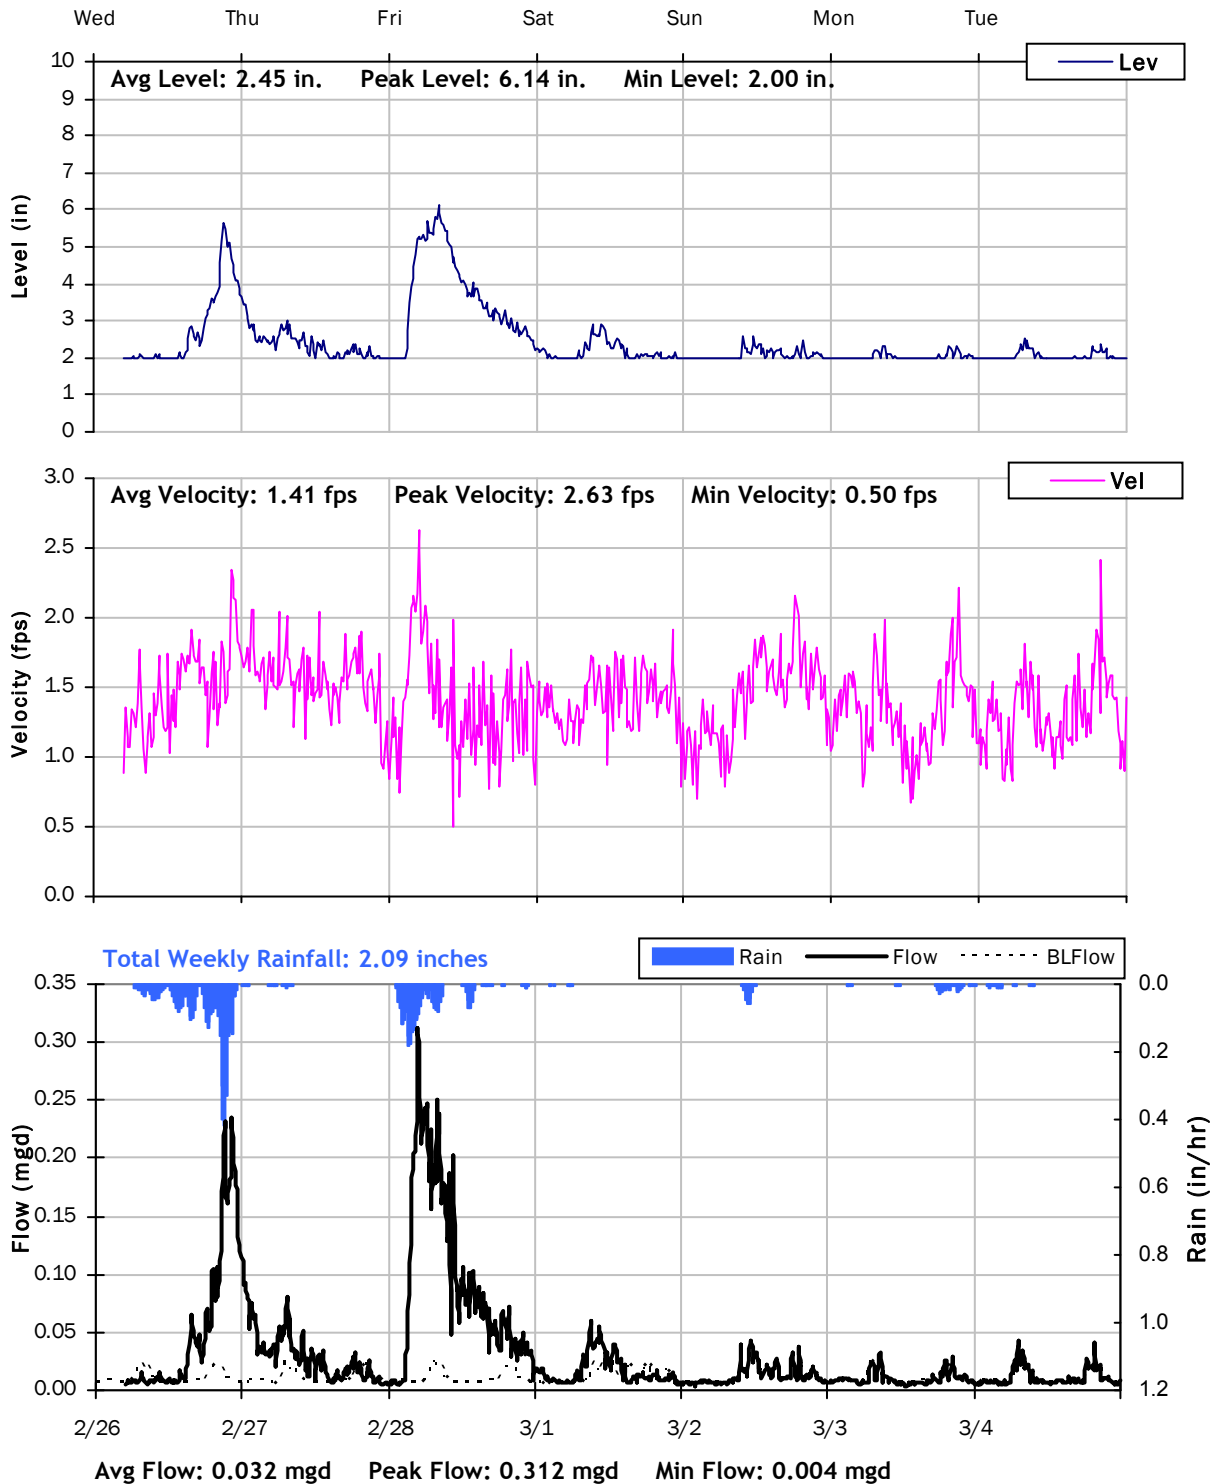 Wed Thu Fri Sat Sun Mon Tue
Lev
Avg Level: 2.45 in. Peak Level: 6.14 in. Min Level: 2.00 in.
Level (in)
10
9
8
7
6
5
4
3
2
1
0
Vel
Avg Velocity: 1.41 fps Peak Velocity: 2.63 fps Min Velocity: 0.50 fps
Velocity (fps)
3.0
2.5
2.0
1.5
1.0
0.5
0.0
Total Weekly Rainfall: 2.09 inches
Rain Flow BLFlow
Flow (mgd)
0.35
0.30
0.25
0.20
0.15
0.10
0.05
0.00
0.0
0.2
0.4
0.6
0.8
1.0
1.2
Rain (in/hr)
2/26 2/27 2/28 3/1 3/2 3/3 3/4
Avg Flow: 0.032 mgd Peak Flow: 0.312 mgd Min Flow: 0.004 mgd